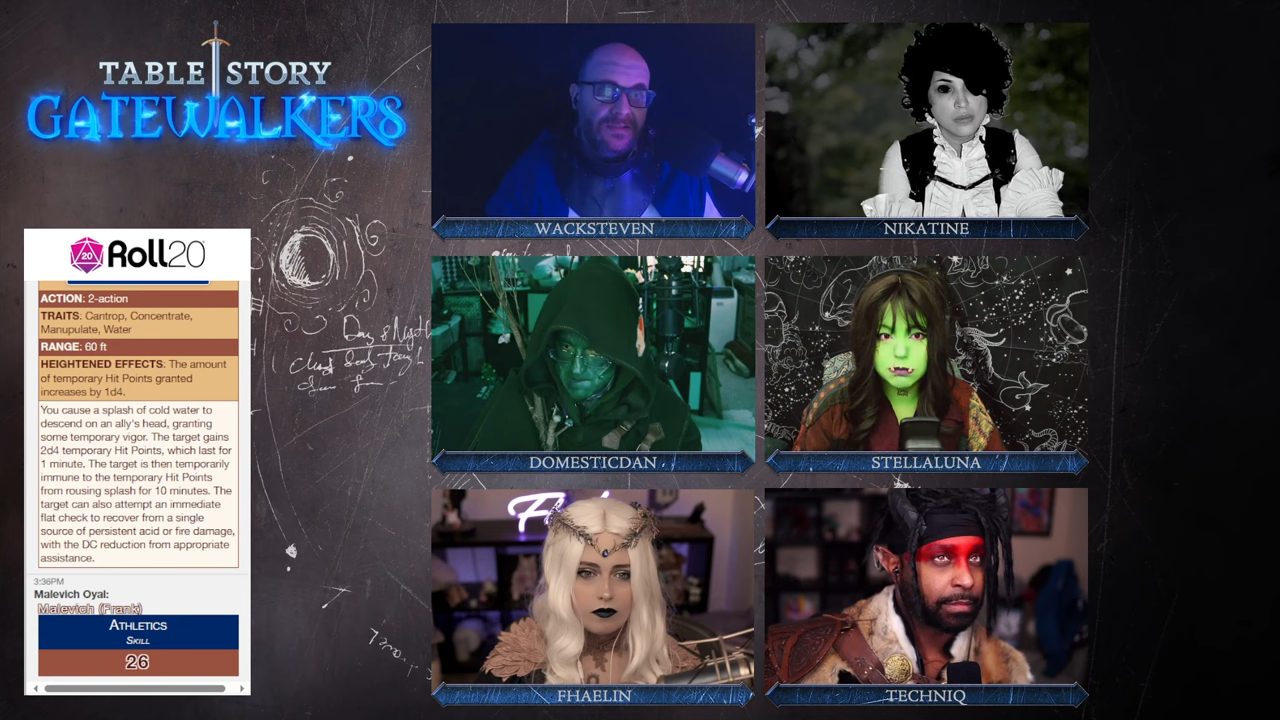 TABLE STORY
GATEWALKERS
20
Roll20
ACTION: 2-action
TRAITS: Cantrop, Concentrate,
Manupulate, Water
RANGE: 60 ft
HEIGHTENED EFFECTS: The amount
of temporary Hit Points granted
increases by 1d4.
You cause a splash of cold water to
descend on an ally's head, granting
some temporary vigor. The target gains
2d4 temporary Hit Points, which last for
1 minute. The target is then temporarily
immune to the temporary Hit Points
from rousing splash for 10 minutes. The
target can also attempt an immediate
flat check to recover from a single
source of persistent acid or fire damage,
with the DC reduction from appropriate
assistance.
3:36PM
Malevich Oyal:
Malevich (Frank)
ATHLETICS
SKILL
26
WACKSTEVEN
NIKATINE
DOMESTICDAN
STELLALUNA
FHAELIN
TECHNIQ